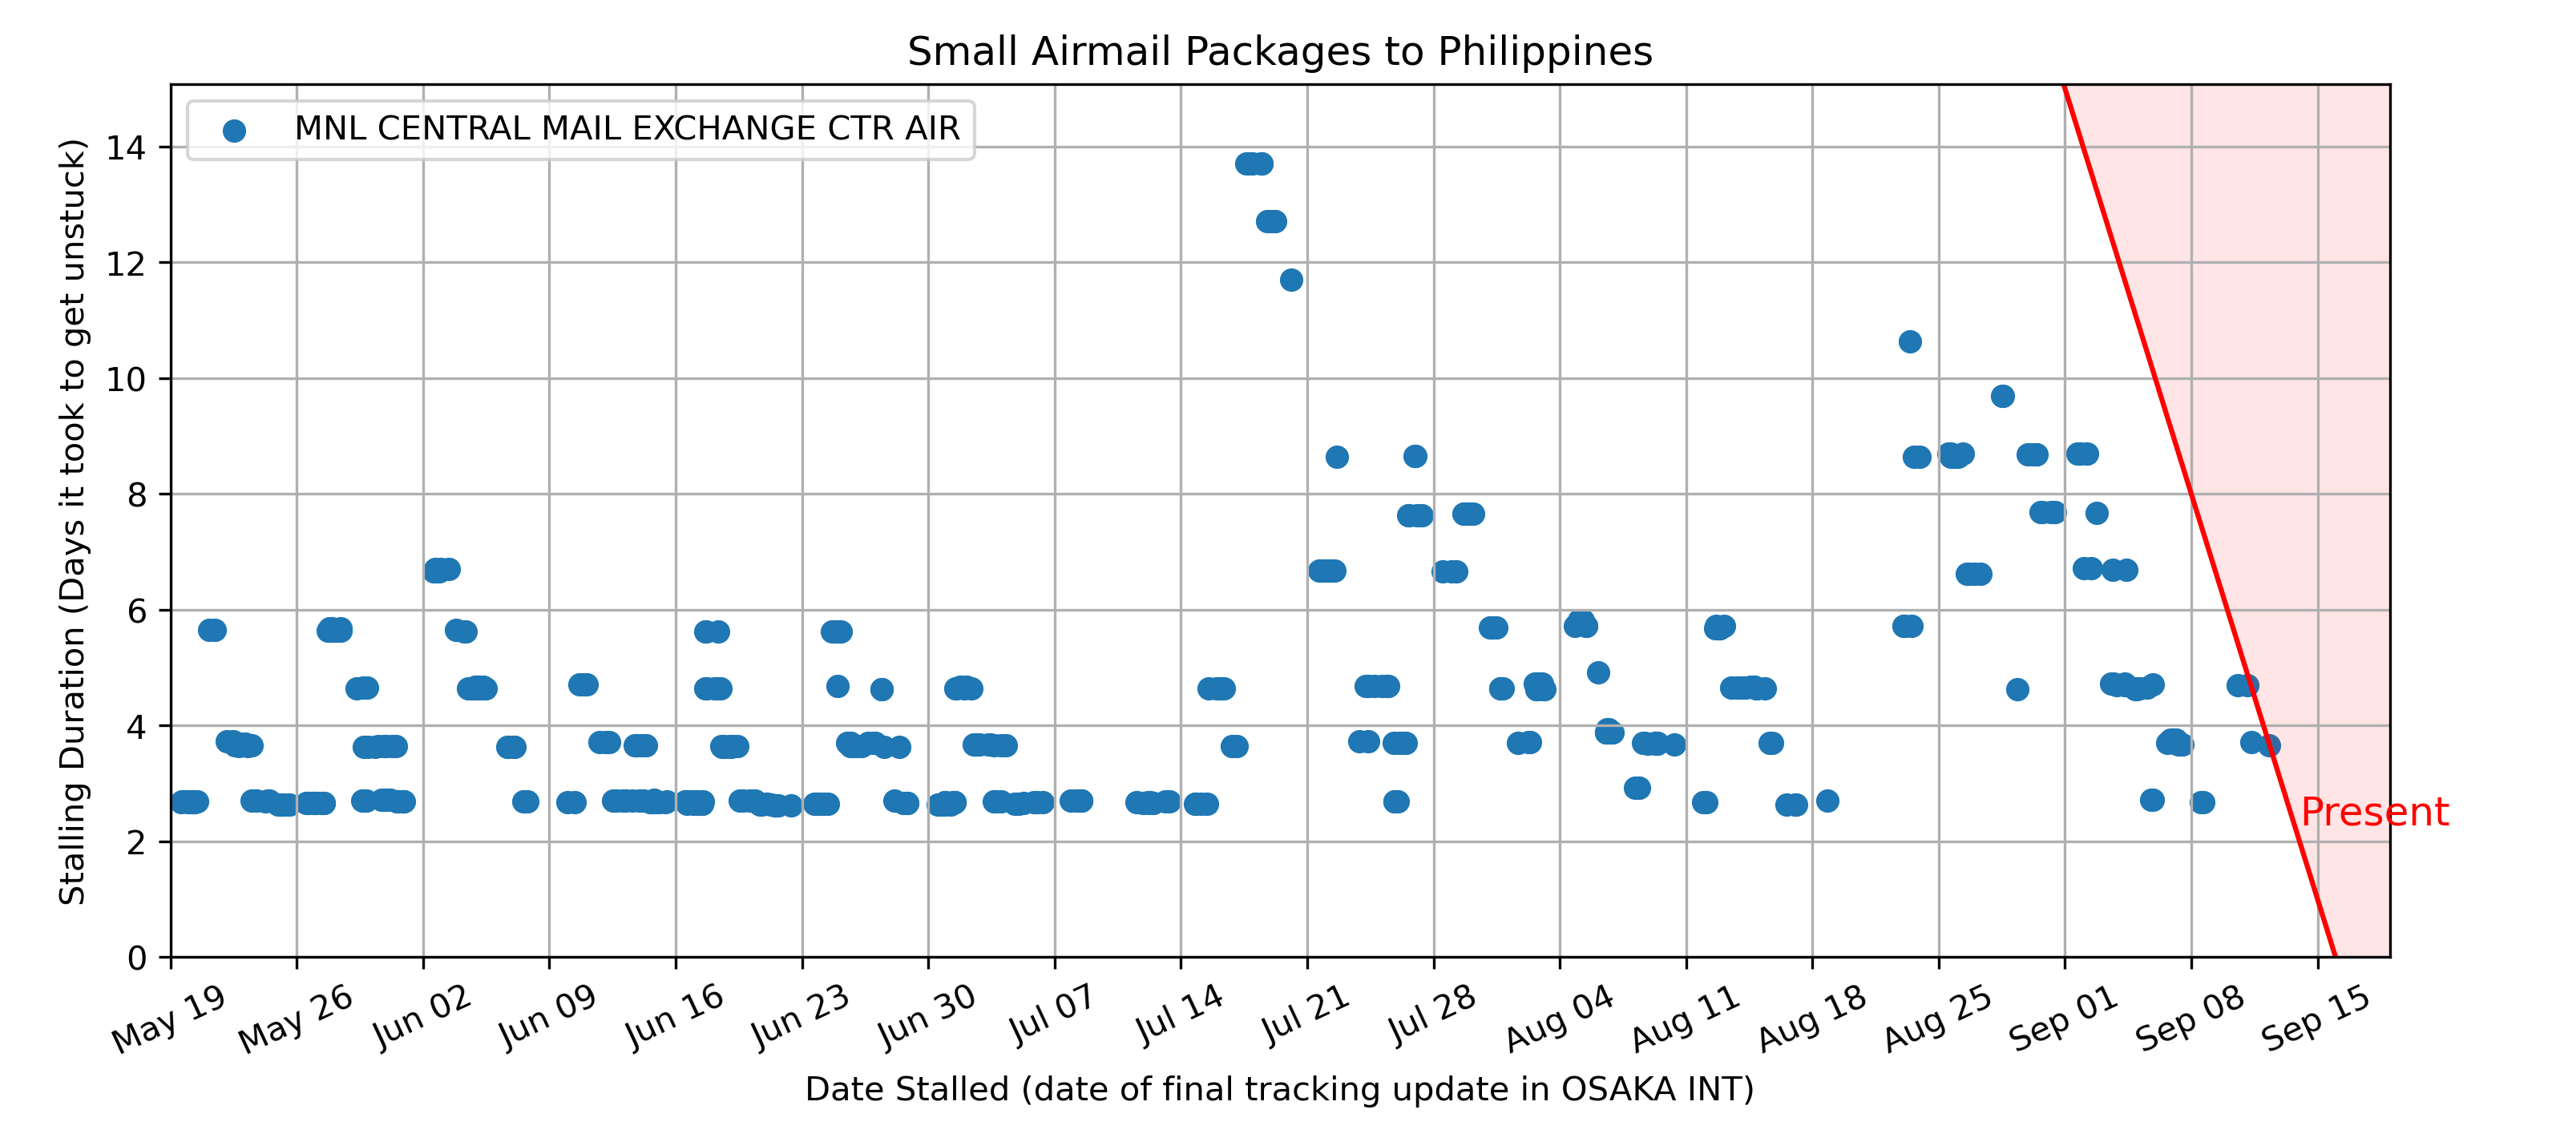 Small Airmail Packages to Philippines
MNL CENTRAL MAIL EXCHANGE CTR AIR
Stalling Duration (Days it took to get unstuck)
14
12
10
8
6
4
2
0
Present
May 19
May 26
Jun 02
Jun 09
Jun 16
Jun 23
Jun 30
Jul 07
Jul 14
Jul 21
Jul 28
Aug 04
Aug 11
Aug 18
Aug 25
Sep 01
Sep 08
Sep 15
Date Stalled (date of final tracking update in OSAKA INT)